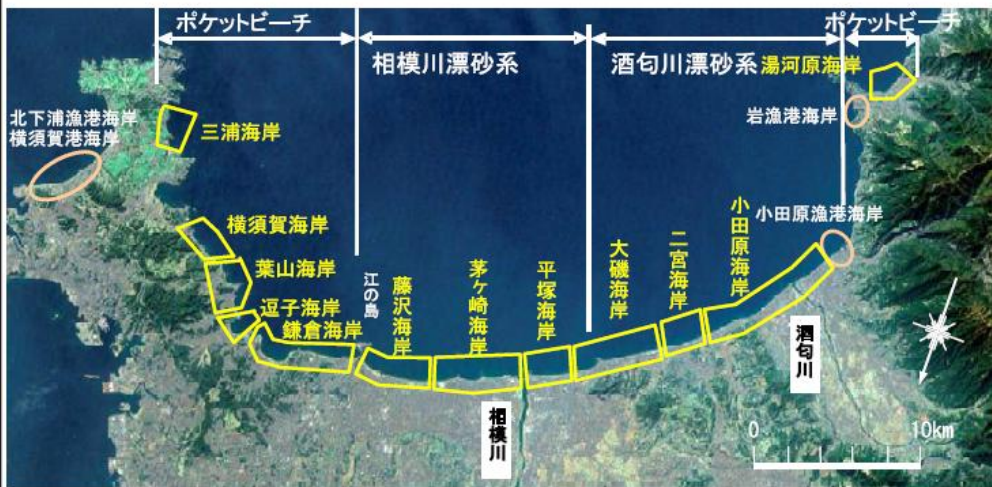 ポケットビーチ
ポケットビーチ
相模川漂砂系
酒匂川漂砂系
湯河原海岸
北下浦漁港海岸
横須賀港海岸
三浦海岸
岩漁港海岸
横須賀海岸
葉山海岸
逗子海岸
鎌倉海岸
江の島
藤沢海岸
茅ヶ崎海岸
平塚海岸
大磯海岸
二宮海岸
小田原海岸
小田原漁港海岸
相模川
酒匂川
0
10km